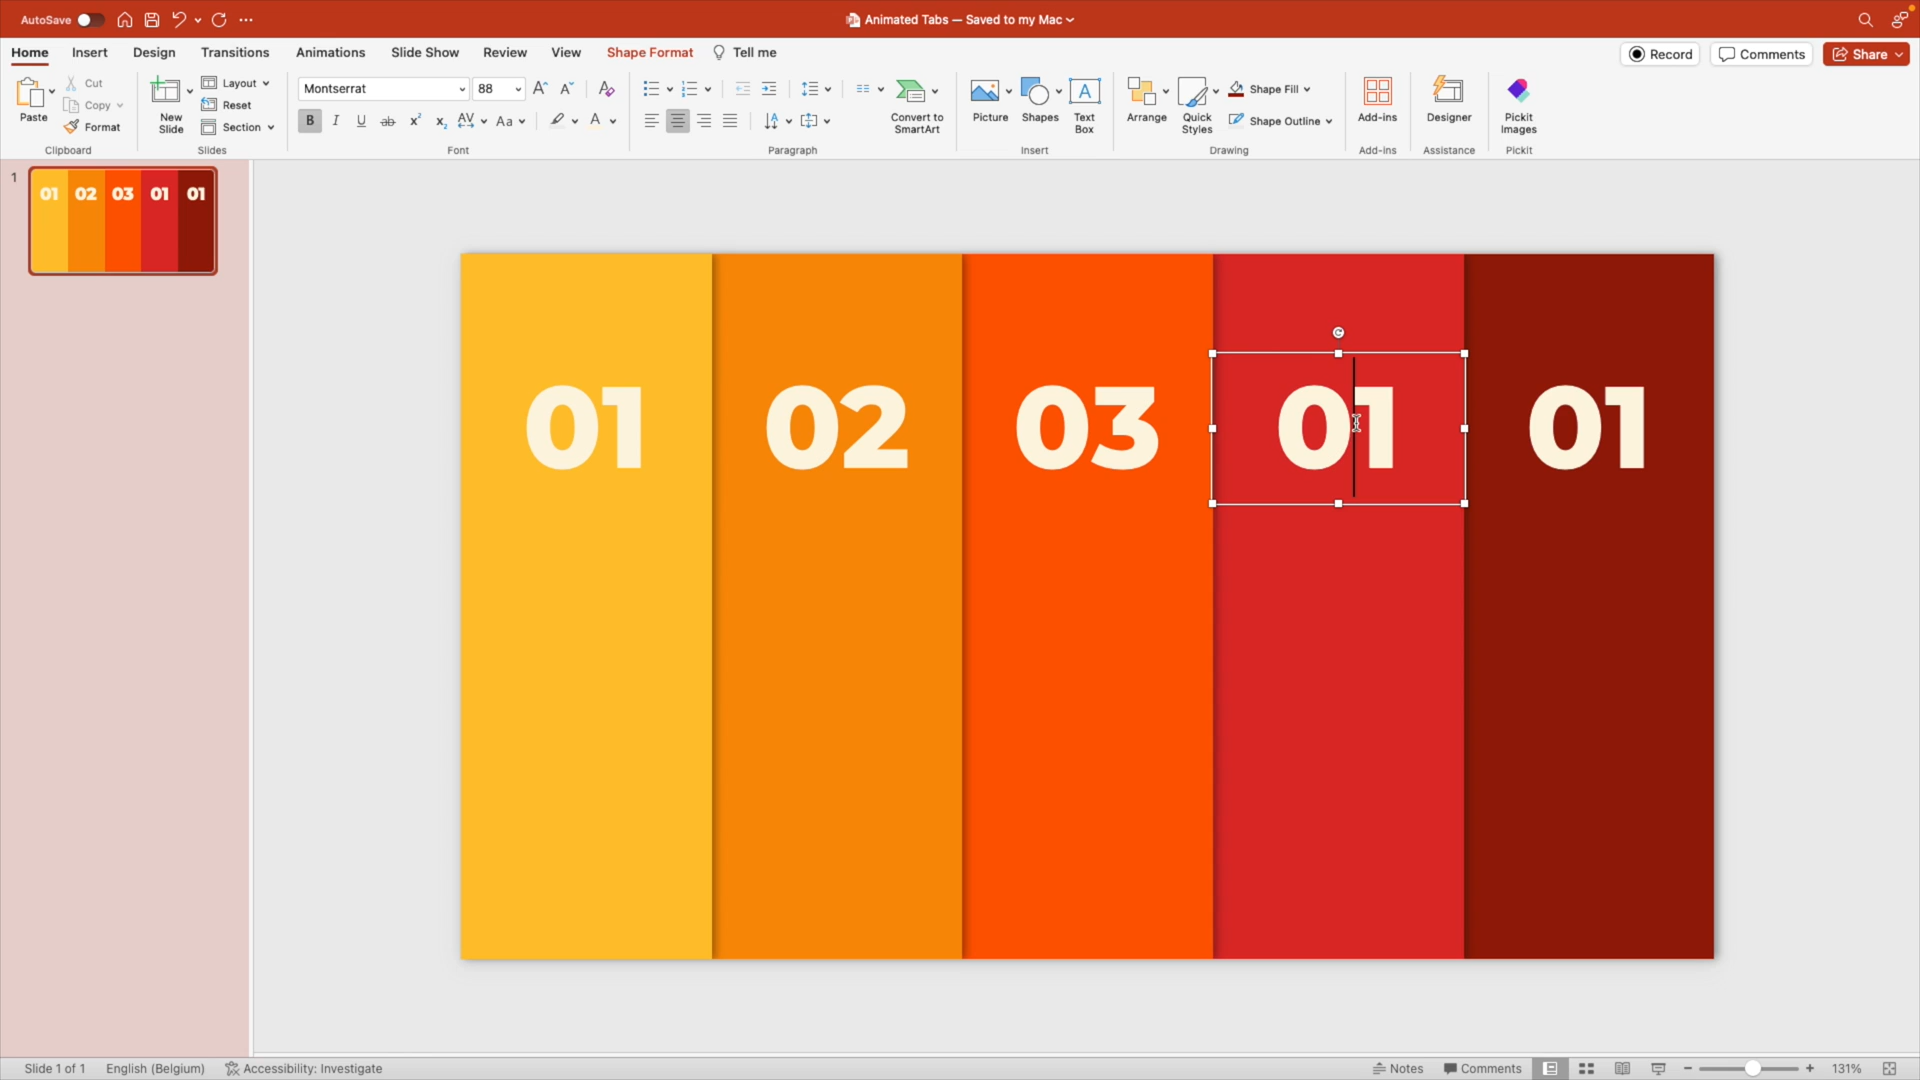 AutoSave
Animated Tabs — Saved to my Mac
Home Insert Design Transitions Animations Slide Show Review View Shape Format Tell me
Record Comments Share
Paste
Cut
Copy
Format
Clipboard
New Slide
Layout
Reset
Section
Slides
Montserrat 88
Font
Paragraph
Convert to SmartArt
Picture Shapes Text Box
Insert
Arrange Quick Styles
Shape Fill
Shape Outline
Drawing
Add-ins
Add-ins
Designer
Assistance
Pickit Images
Pickit
1
01 02 03 01 01
01 02 03 01 01
Slide 1 of 1 English (Belgium) Accessibility: Investigate
Notes Comments 131%